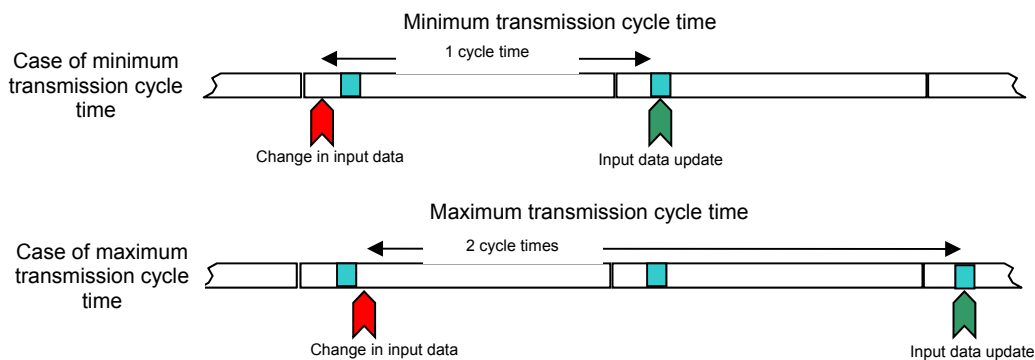 Minimum transmission cycle time
1 cycle time
Case of minimum
transmission cycle
time
Change in input data
Input data update
Maximum transmission cycle time
2 cycle times
Case of maximum
transmission cycle
time
Change in input data
Input data update